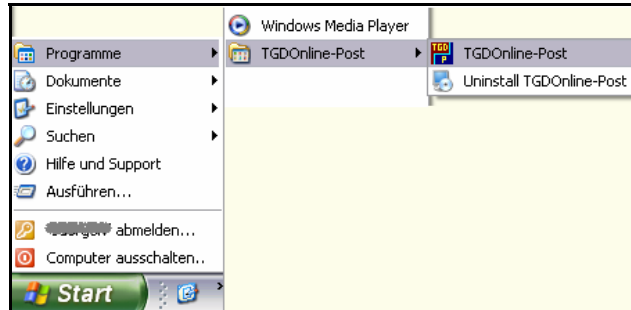 Windows Media Player
Programme
TGDOnline-Post
TGD
P
TGDOnline-Post
Dokumente
Uninstall TGDOnline-Post
Einstellungen
Suchen
Hilfe und Support
Ausführen...
abmelden...
Computer ausschalten..
Start